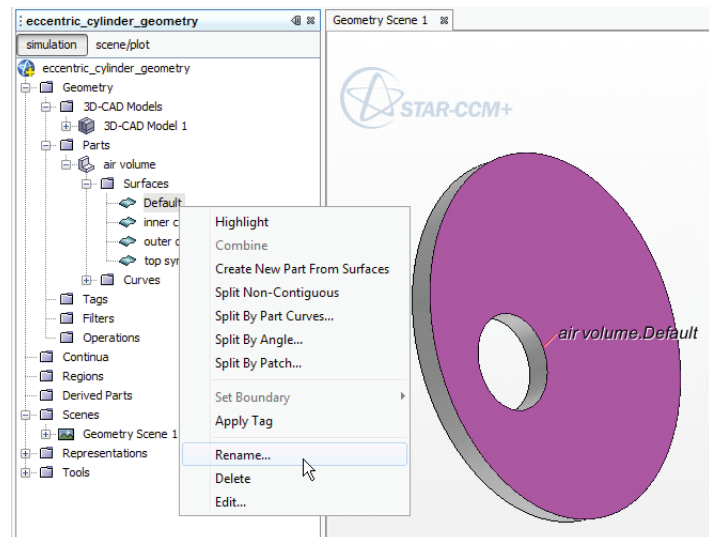 eccentric_cylinder_geometry
simulation scene/plot
eccentric_cylinder_geometry
Geometry
3D-CAD Models
3D-CAD Model 1
Parts
air volume
Surfaces
Default
inner c
outer c
top syr
Curves
Tags
Filters
Operations
Continua
Regions
Derived Parts
Scenes
Geometry Scene 1
Representations
Tools
Highlight
Combine
Create New Part From Surfaces
Split Non-Contiguous
Split By Part Curves...
Split By Angle...
Split By Patch...
Set Boundary
Apply Tag
Rename...
Delete
Edit...
Geometry Scene 1
STAR-CCM+
air volume.Default